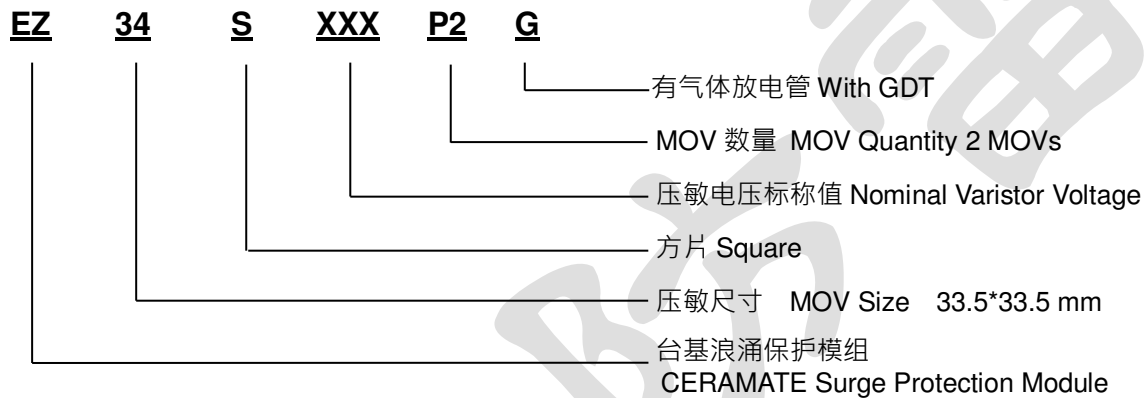 EZ 34 S XXX P2 G
有气体放电管 With GDT
MOV 数量 MOV Quantity 2 MOVs
压敏电压标称值 Nominal Varistor Voltage
方片 Square
压敏尺寸 MOV Size 33.5*33.5 mm
台基浪涌保护模组
CERAMATE Surge Protection Module